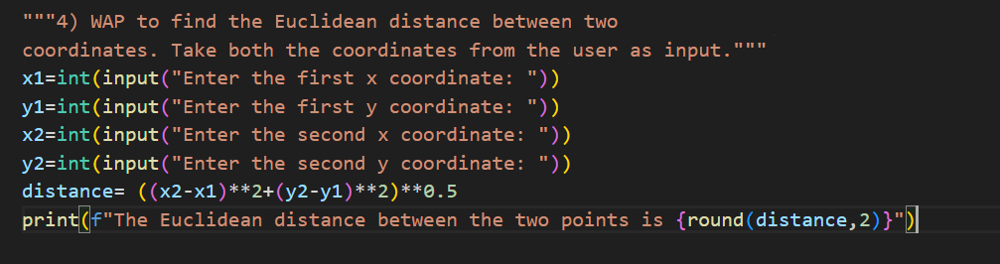 """4) WAP to find the Euclidean distance between two
coordinates. Take both the coordinates from the user as input."""
x1=int(input("Enter the first x coordinate: "))
y1=int(input("Enter the first y coordinate: "))
x2=int(input("Enter the second x coordinate: "))
y2=int(input("Enter the second y coordinate: "))
distance= ((x2-x1)**2+(y2-y1)**2)**0.5
print(f"The Euclidean distance between the two points is {round(distance,2)}")